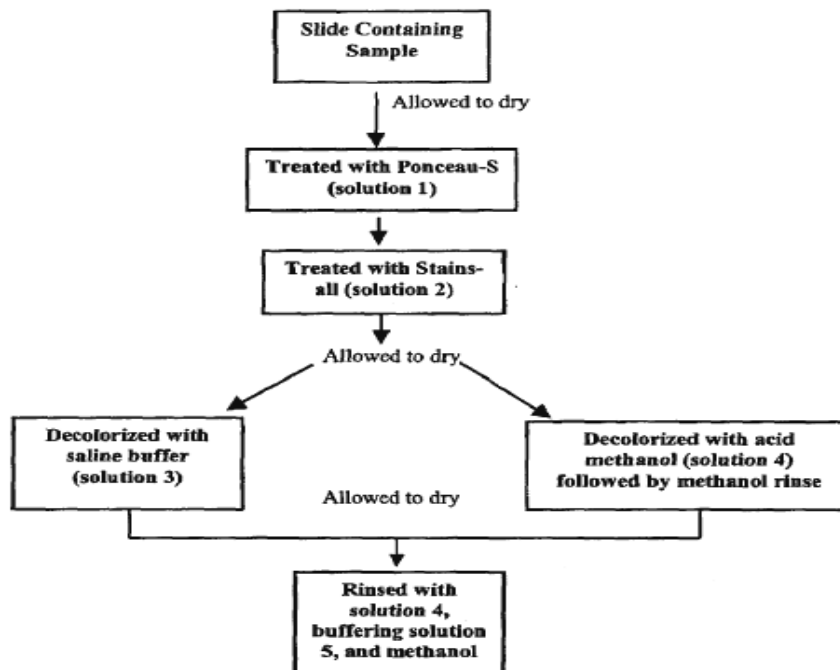 Slide Containing
Sample
Allowed to dry
Treated with Ponceau-S
(solution 1)
Treated with Stains-
all (solution 2)
Allowed to dry
Decolorized with
saline buffer
(solution 3)
Decolorized with acid
methanol (solution 4)
followed by methanol rinse
Allowed to dry
Rinsed with
solution 4,
buffering solution
5, and methanol